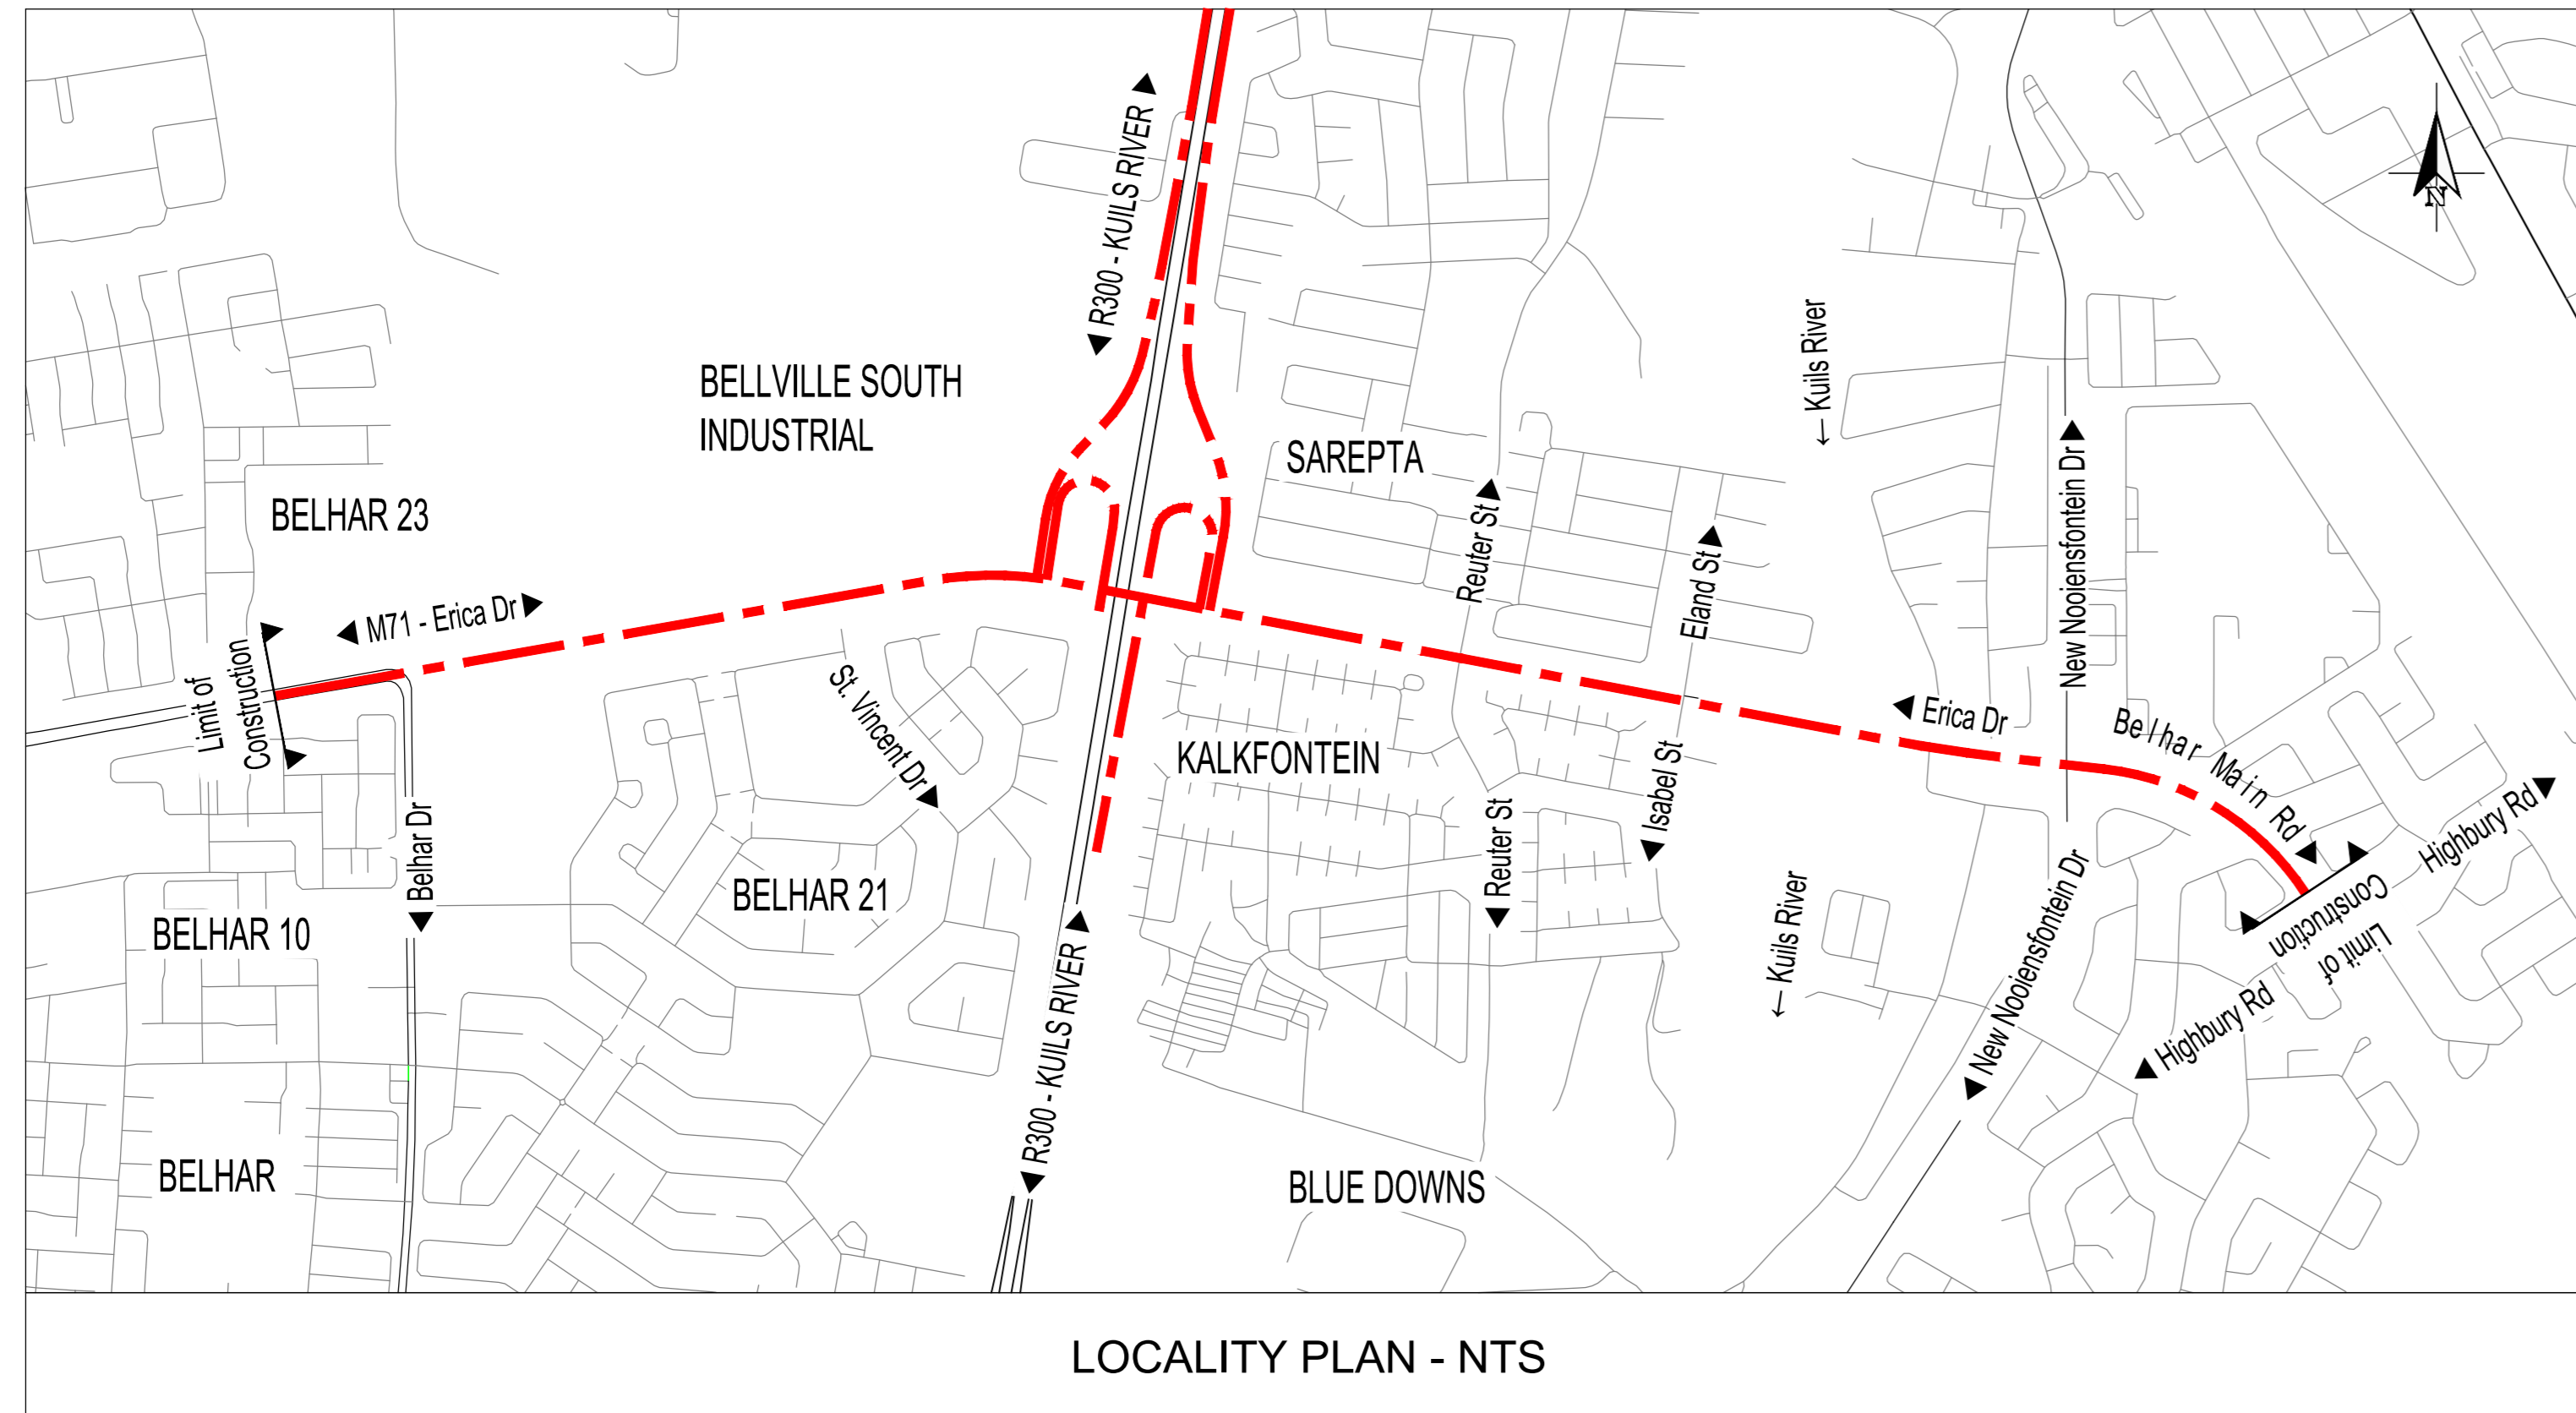 R300 - KUILS RIVER
N
BELLVILLE SOUTH
INDUSTRIAL
← Kuils River
SAREPTA
BELHAR 23
Reuter St
Eland St
New Nooiensfontein Dr
M71 - Erica Dr
Limit of
Construction
St. Vincent Dr
Erica Dr
Belhar Main Rd
KALKFONTEIN
Isabel St
Highbury Rd
Belhar Dr
Reuter St
BELHAR 21
BELHAR 10
Limit of
Construction
← Kuils River
New Nooiensfontein Dr
Highbury Rd
R300 - KUILS RIVER
BELHAR
BLUE DOWNS
LOCALITY PLAN - NTS